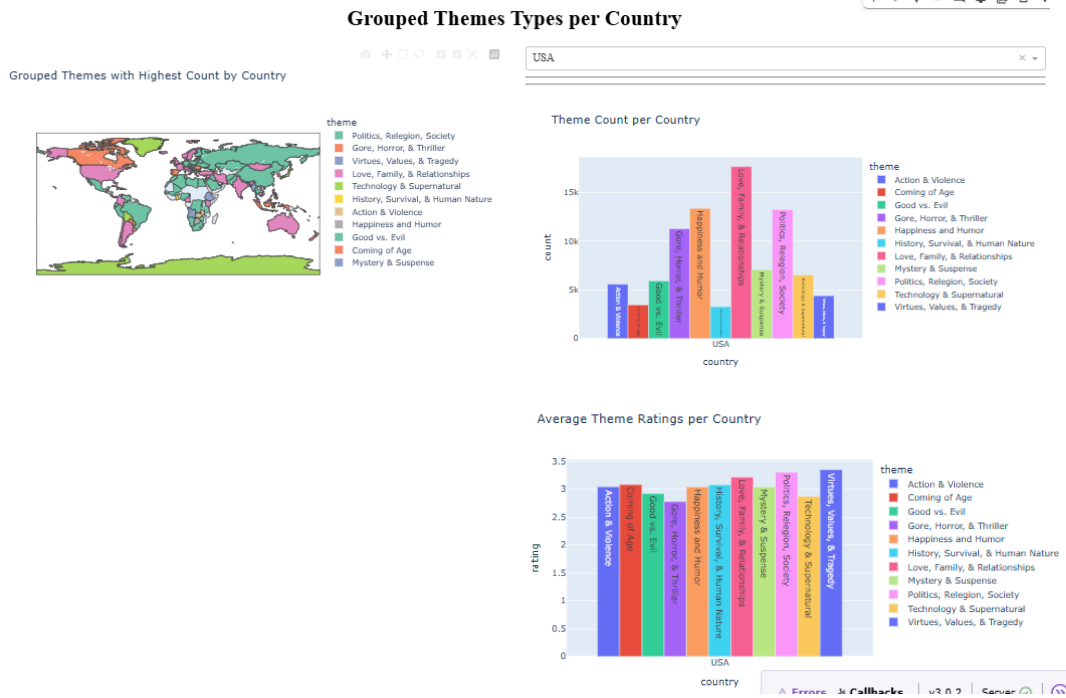 Grouped Themes Types per Country
USA
Grouped Themes with Highest Count by Country
theme
Politics, Relegion, Society
Gore, Horror, & Thriller
Virtues, Values, & Tragedy
Love, Family, & Relationships
Technology & Supernatural
History, Survival, & Human Nature
Action & Violence
Happiness and Humor
Good vs. Evil
Coming of Age
Mystery & Suspense
Theme Count per Country
15k
10k
5k
0
count
Action & Violence
Good vs. Evil
Gore, Horror, & Thriller
Happiness and Humor
Love, Family, & Relationships
Mystery & Suspense
Politics, Relegion, Society
Technology & Supernatural
USA
country
theme
Action & Violence
Coming of Age
Good vs. Evil
Gore, Horror, & Thriller
Happiness and Humor
History, Survival, & Human Nature
Love, Family, & Relationships
Mystery & Suspense
Politics, Relegion, Society
Technology & Supernatural
Virtues, Values, & Tragedy
Average Theme Ratings per Country
3.5
3
2.5
2
1.5
1
0.5
0
rating
Action & Violence
Coming of Age
Good vs. Evil
Gore, Horror, & Thriller
Happiness and Humor
History, Survival, & Human Nature
Love, Family, & Relationships
Mystery & Suspense
Politics, Relegion, Society
Technology & Supernatural
Virtues, Values, & Tragedy
USA
country
theme
Action & Violence
Coming of Age
Good vs. Evil
Gore, Horror, & Thriller
Happiness and Humor
History, Survival, & Human Nature
Love, Family, & Relationships
Mystery & Suspense
Politics, Relegion, Society
Technology & Supernatural
Virtues, Values, & Tragedy
Errors Callbacks v3.0.2 Server